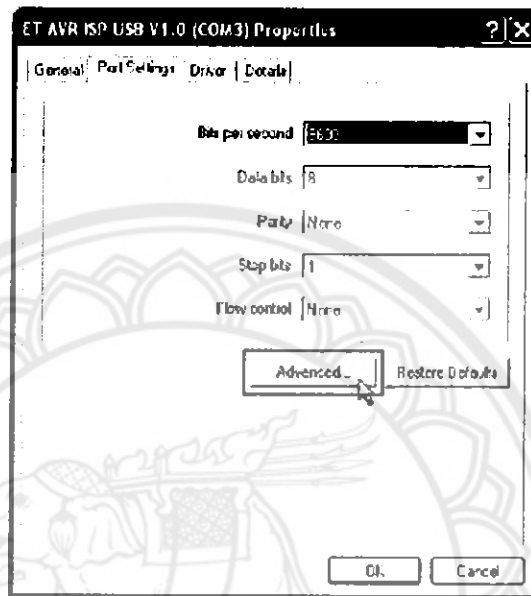 ET AVR ISP USB V1.0 (COM3) Properties
General Port Settings Driver Details
Bits per second 9600
Data bits 8
Parity None
Stop bits 1
Flow control None
Advanced... Restore Defaults
OK Cancel